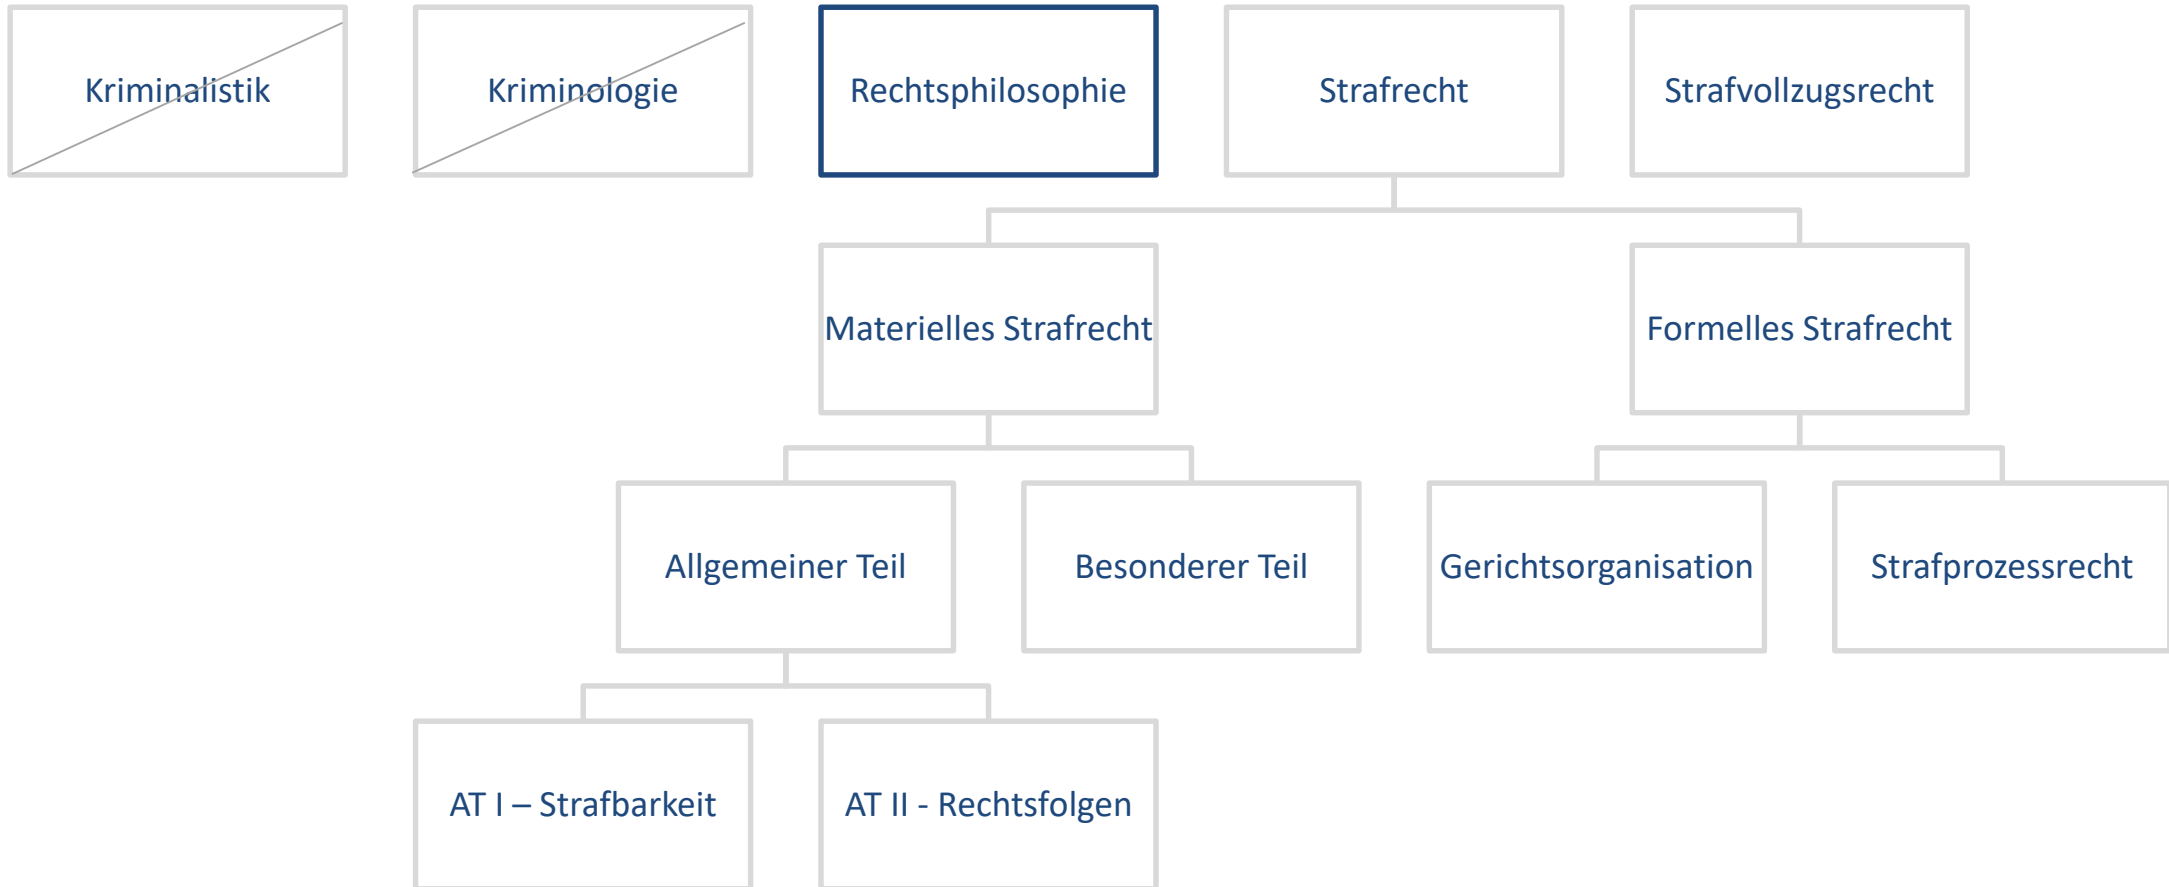 Kriminalistik
Kriminologie
Rechtsphilosophie
Strafrecht
Strafvollzugsrecht
Materielles Strafrecht
Formelles Strafrecht
Allgemeiner Teil
Besonderer Teil
Gerichtsorganisation
Strafprozessrecht
AT I – Strafbarkeit
AT II - Rechtsfolgen